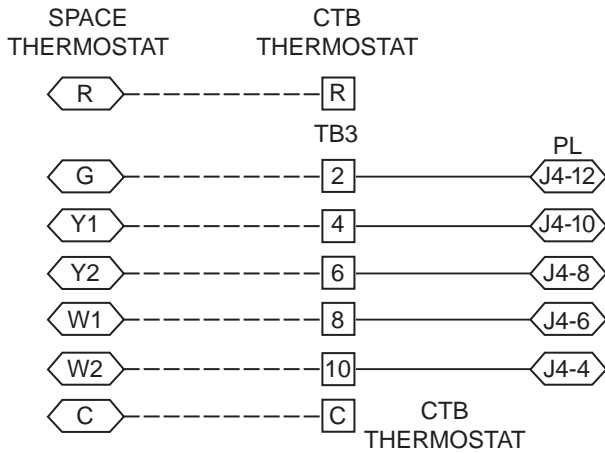 SPACE THERMOSTAT
CTB THERMOSTAT
R R
TB3
PL
G 2 J4-12
Y1 4 J4-10
Y2 6 J4-8
W1 8 J4-6
W2 10 J4-4
C C
CTB THERMOSTAT